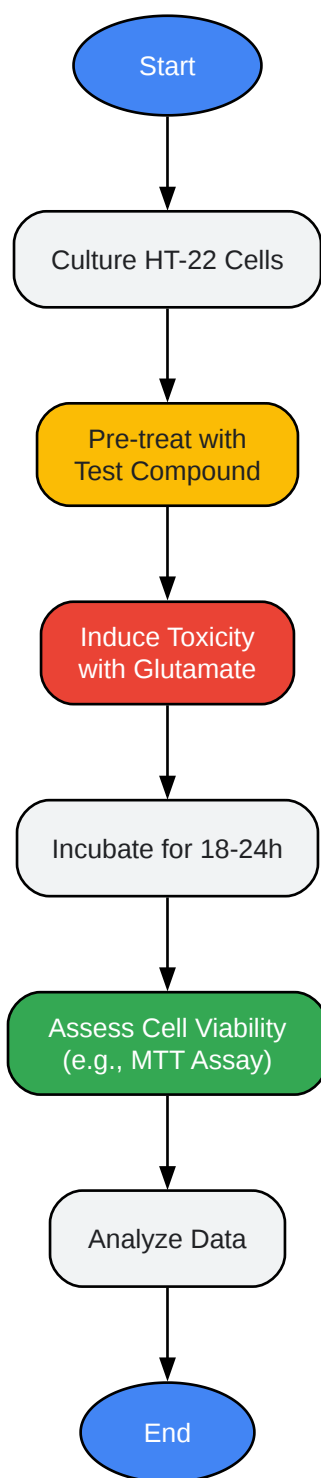 Start
Culture HT-22 Cells
Pre-treat with
Test Compound
Induce Toxicity
with Glutamate
Incubate for 18-24h
Assess Cell Viability
(e.g., MTT Assay)
Analyze Data
End